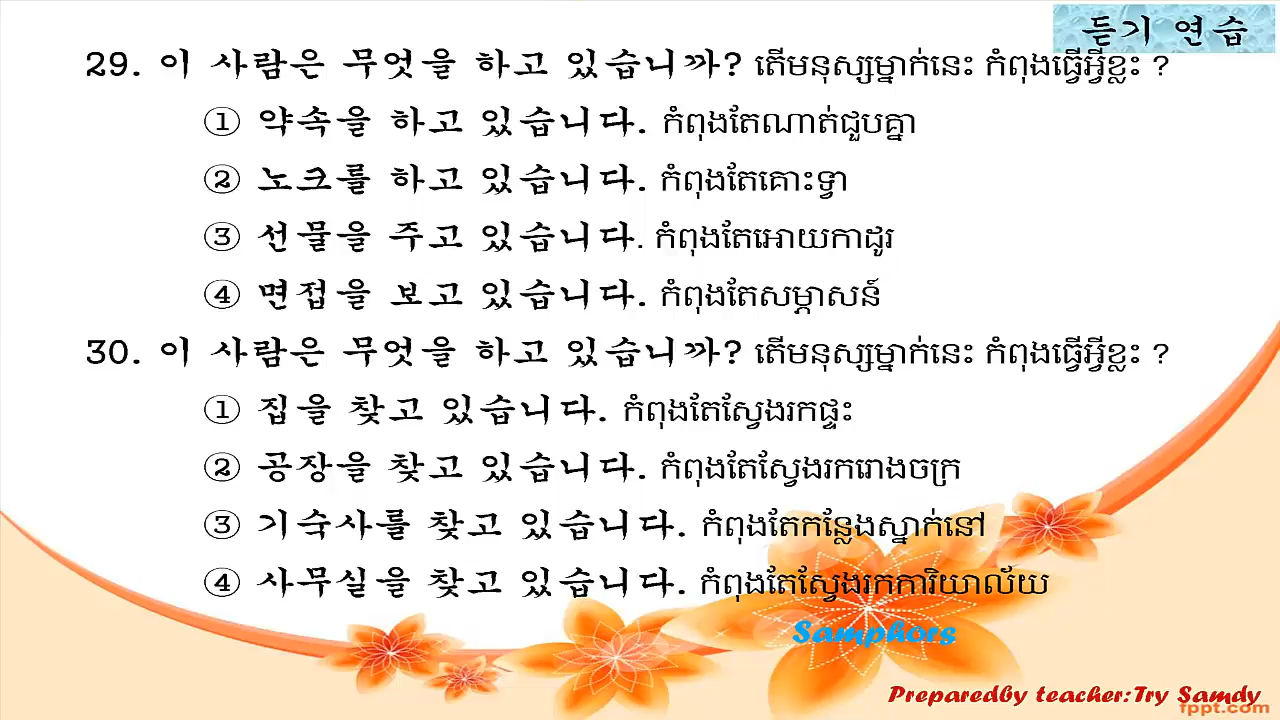 듣기 연습
29. 이 사람은 무엇을 하고 있습니까? តើមនុស្សម្នាក់នេះ កំពុងធ្វើអ្វីខ្លះ ?
① 약속을 하고 있습니다. កំពុងតែណាត់ជួបគ្នា
② 노크를 하고 있습니다. កំពុងតែគោះទ្វា
③ 선물을 주고 있습니다. កំពុងតែអោយកាដូរ
④ 면접을 보고 있습니다. កំពុងតែសម្ភាសន៍
30. 이 사람은 무엇을 하고 있습니까? តើមនុស្សម្នាក់នេះ កំពុងធ្វើអ្វីខ្លះ ?
① 집을 찾고 있습니다. កំពុងតែស្វែងរកផ្ទះ
② 공장을 찾고 있습니다. កំពុងតែស្វែងរករោងចក្រ
③ 기숙사를 찾고 있습니다. កំពុងតែកន្លែងស្នាក់នៅ
④ 사무실을 찾고 있습니다. កំពុងតែស្វែងរកការិយាល័យ
Samphors
Preparedby teacher:Try Samdy
fppt.com